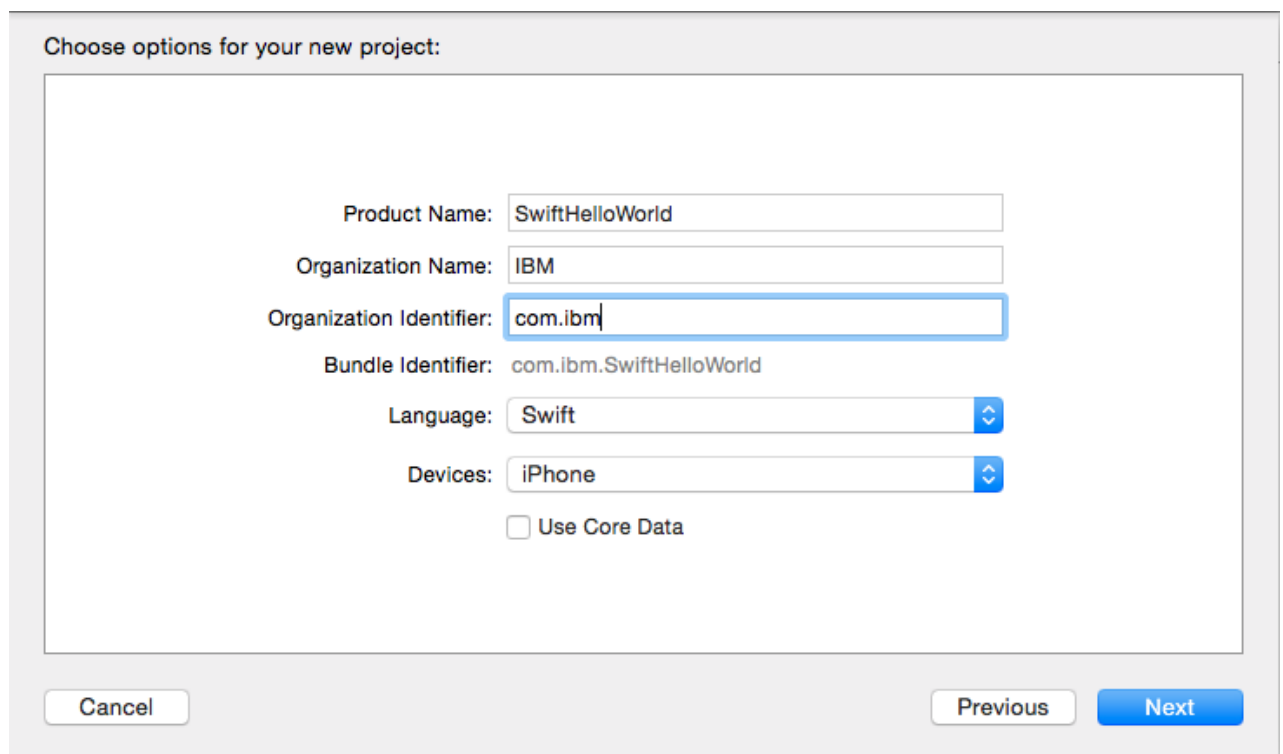 Choose options for your new project:
Product Name: SwiftHelloWorld
Organization Name: IBM
Organization Identifier: com.ibm
Bundle Identifier: com.ibm.SwiftHelloWorld
Language: Swift
Devices: iPhone
Use Core Data
Cancel Previous Next